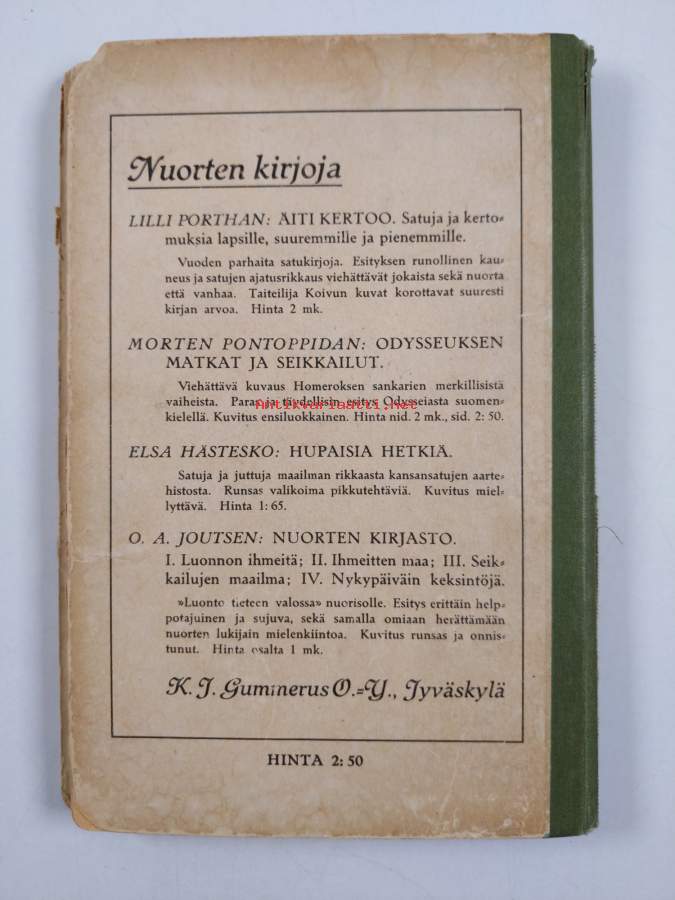 Nuorten kirjoja
LILLI PORTHAN: ÄITI KERTOO. Satuja ja kerto-
muksia lapsille, suuremmille ja pienemmille.
Vuoden parhaita satukirjoja. Esityksen runollinen kau-
neus ja satujen ajatusrikkaus viehättävät jokaista sekä nuorta
että vanhaa. Taiteilija Koivun kuvat korottavat suuresti
kirjan arvoa. Hinta 2 mk.
MORTEN PONTOPPIDAN: ODYSSEUKSEN
MATKAT JA SEIKKAILUT.
Viehättävä kuvaus Homeroksen sankarien merkillisistä
vaiheista. Paras ja täydellisin esitys Odysseiasta suomen-
antikvariaatti.net
kielellä. Kuvitus ensiluokkainen. Hinta nid. 2 mk., sid. 2:50.
ELSA HÄSTESKO: HUPAISIA HETKIÄ.
Satuja ja juttuja maailman rikkaasta kansansatujen aarte-
histosta. Runsas valikoima pikkutehtäviä. Kuvitus miel-
lyttävä. Hinta 1:65.
O. A. JOUTSEN: NUORTEN KIRJASTO.
I. Luonnon ihmeitä; II. Ihmeitten maa; III. Seik-
kailujen maailma; IV. Nykypäiväin keksintöjä.
»Luonto tieteen valossa» nuorisolle. Esitys erittäin help-
potajuinen ja sujuva, sekä samalla omiaan herättämään
nuorten lukijain mielenkiintoa. Kuvitus runsas ja onnis-
tunut. Hinta osalta 1 mk.
K. J. Gummerus O.-Y., Jyväskylä
HINTA 2:50